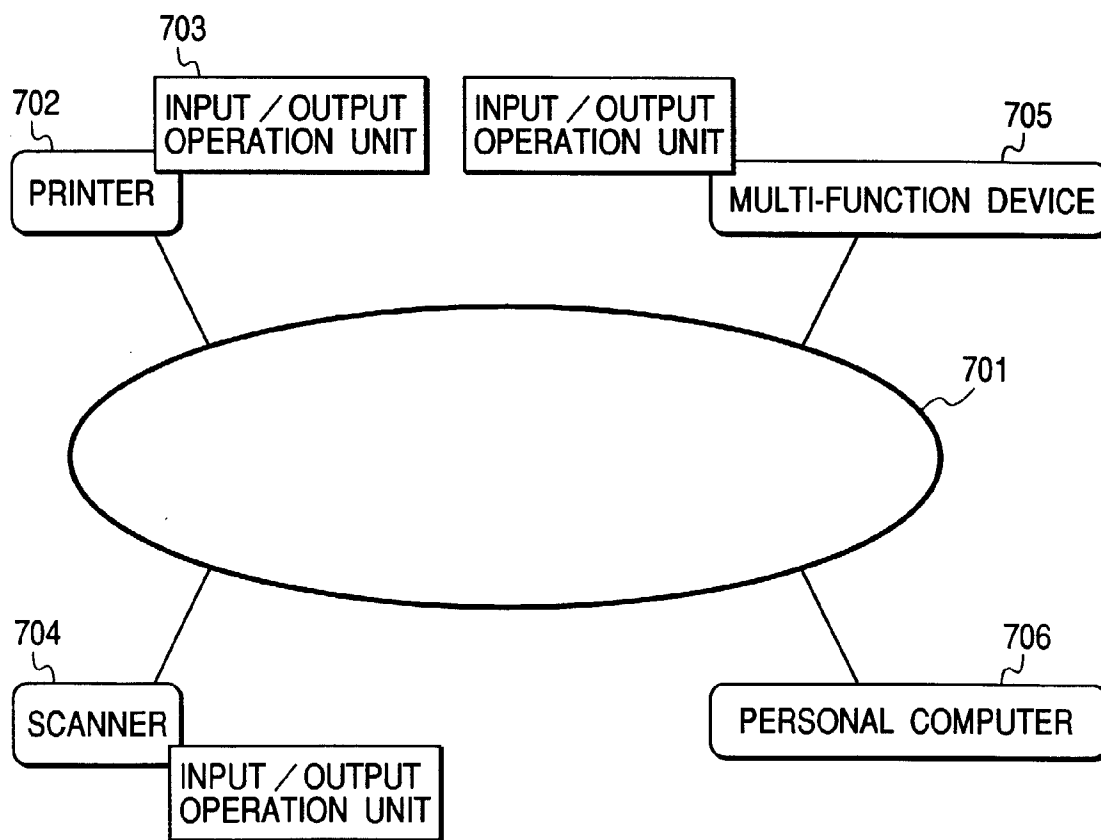 703
702
INPUT / OUTPUT
OPERATION UNIT
PRINTER
INPUT / OUTPUT
OPERATION UNIT
705
MULTI-FUNCTION DEVICE
701
704
SCANNER
INPUT / OUTPUT
OPERATION UNIT
706
PERSONAL COMPUTER